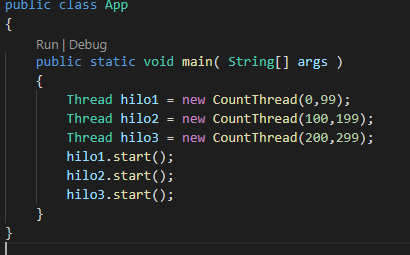 public class App
{
Run | Debug
public static void main( String[] args )
{
Thread hilo1 = new CountThread(0,99);
Thread hilo2 = new CountThread(100,199);
Thread hilo3 = new CountThread(200,299);
hilo1.start();
hilo2.start();
hilo3.start();
}
}